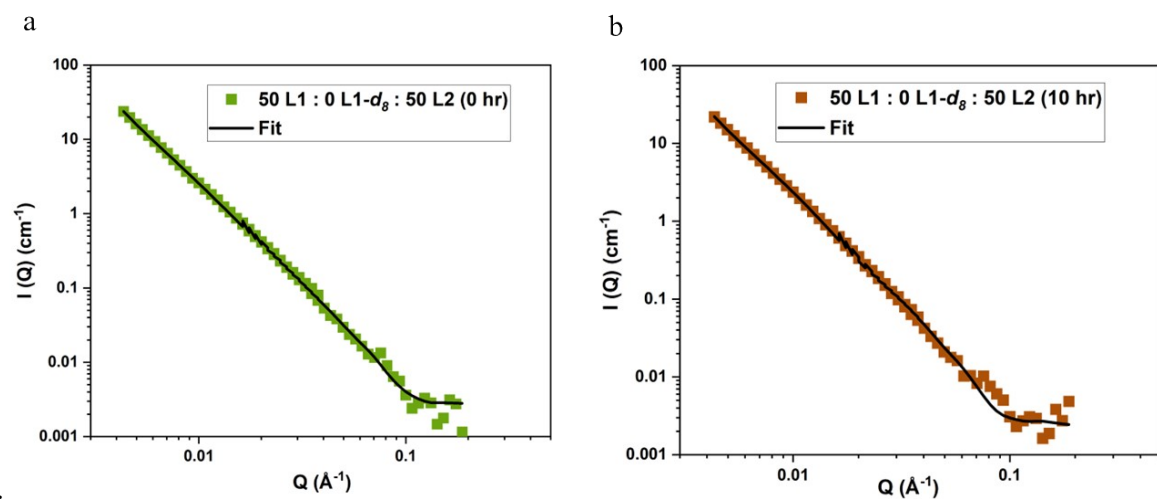 a
100
10
1
0.1
0.01
0.001
0.01
0.1
I (Q) (cm⁻¹)
Q (Å⁻¹)
50 L1 : 0 L1-d₈ : 50 L2 (0 hr)
Fit
b
100
10
1
0.1
0.01
0.001
0.01
0.1
I (Q) (cm⁻¹)
Q (Å⁻¹)
50 L1 : 0 L1-d₈ : 50 L2 (10 hr)
Fit